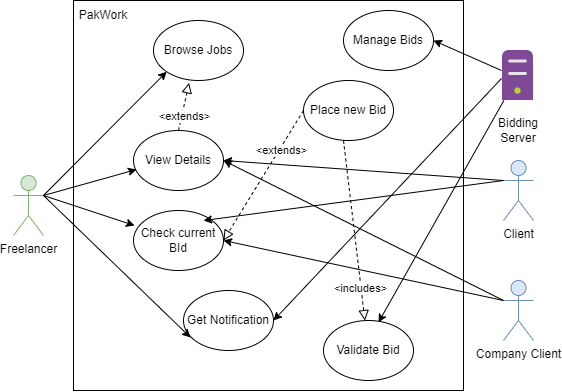 PakWork
Browse Jobs
Manage Bids
<extends>
Place new Bid
Bidding
Server
<extends>
View Details
Check current
BId
Freelancer
Client
<includes>
Get Notification
Validate Bid
Company Client